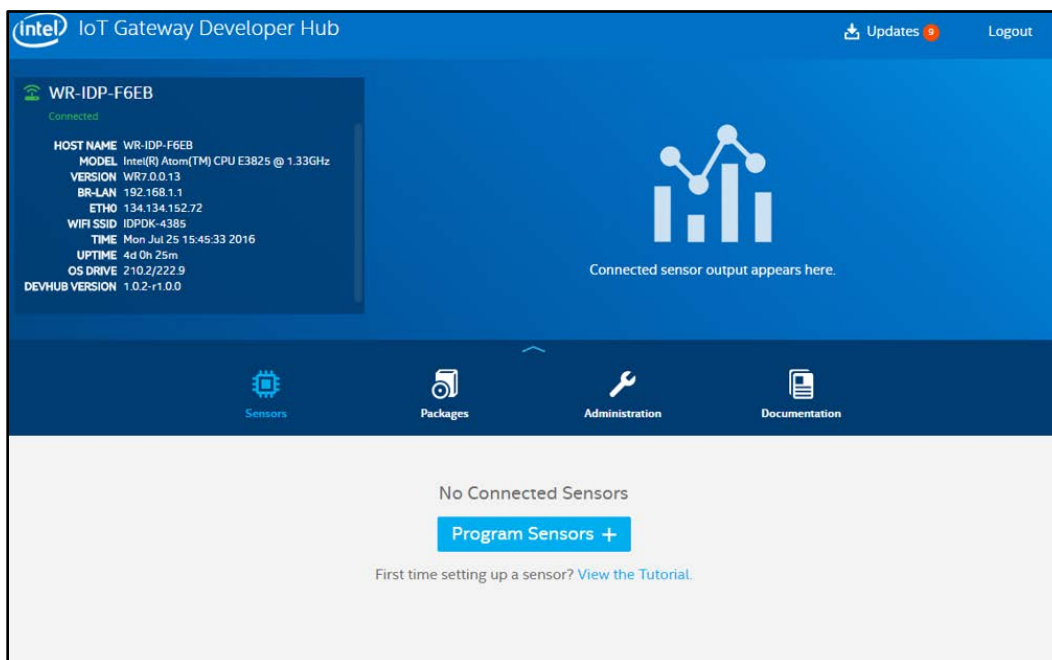 intel IoT Gateway Developer Hub
Updates 9
Logout
WR-IDP-F6EB
Connected
HOST NAME WR-IDP-F6EB
MODEL Intel(R) Atom(TM) CPU E3825 @ 1.33GHz
VERSION WR7.0.0.13
BR-LAN 192.168.1.1
ETH0 134.134.152.72
WIFI SSID IDPDK-4385
TIME Mon Jul 25 15:45:33 2016
UPTIME 4d 0h 25m
OS DRIVE 210.2/222.9
DEVHUB VERSION 1.0.2-r1.0.0
Connected sensor output appears here.
Sensors
Packages
Administration
Documentation
No Connected Sensors
Program Sensors +
First time setting up a sensor? View the Tutorial.